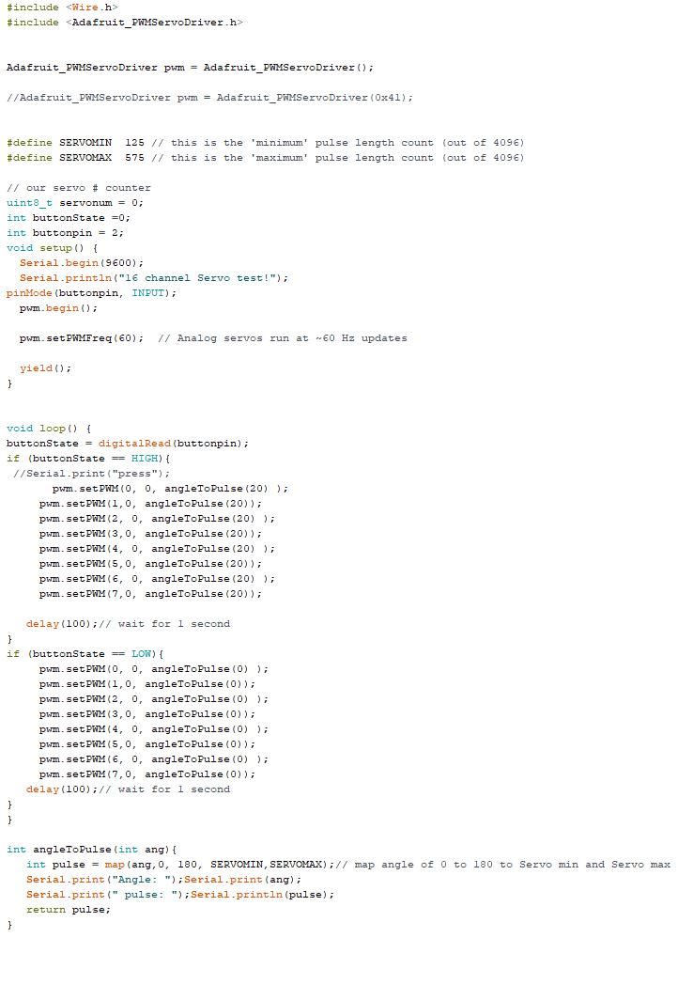 #include <Wire.h>
#include <Adafruit_PWMServoDriver.h>
Adafruit_PWMServoDriver pwm = Adafruit_PWMServoDriver();
//Adafruit_PWMServoDriver pwm = Adafruit_PWMServoDriver(0x41);
#define SERVOMIN  125 // this is the 'minimum' pulse length count (out of 4096)
#define SERVOMAX  575 // this is the 'maximum' pulse length count (out of 4096)
// our servo # counter
uint8_t servonum = 0;
int buttonState =0;
int buttonpin = 2;
void setup() {
  Serial.begin(9600);
  Serial.println("16 channel Servo test!");
pinMode(buttonpin, INPUT);
  pwm.begin();
  pwm.setPWMFreq(60);  // Analog servos run at ~60 Hz updates
  yield();
}
void loop() {
buttonState = digitalRead(buttonpin);
if (buttonState == HIGH){
 //Serial.print("press");
       pwm.setPWM(0, 0, angleToPulse(20) );
     pwm.setPWM(1,0, angleToPulse(20));
     pwm.setPWM(2, 0, angleToPulse(20) );
     pwm.setPWM(3,0, angleToPulse(20));
     pwm.setPWM(4, 0, angleToPulse(20) );
     pwm.setPWM(5,0, angleToPulse(20));
     pwm.setPWM(6, 0, angleToPulse(20) );
     pwm.setPWM(7,0, angleToPulse(20));
   delay(100);// wait for 1 second
}
if (buttonState == LOW){
     pwm.setPWM(0, 0, angleToPulse(0) );
     pwm.setPWM(1,0, angleToPulse(0));
     pwm.setPWM(2, 0, angleToPulse(0) );
     pwm.setPWM(3,0, angleToPulse(0));
     pwm.setPWM(4, 0, angleToPulse(0) );
     pwm.setPWM(5,0, angleToPulse(0));
     pwm.setPWM(6, 0, angleToPulse(0) );
     pwm.setPWM(7,0, angleToPulse(0));
   delay(100);// wait for 1 second
}
}
int angleToPulse(int ang){
   int pulse = map(ang,0, 180, SERVOMIN,SERVOMAX);// map angle of 0 to 180 to Servo min and Servo max
   Serial.print("Angle: ");Serial.print(ang);
   Serial.print(" pulse: ");Serial.println(pulse);
   return pulse;
}